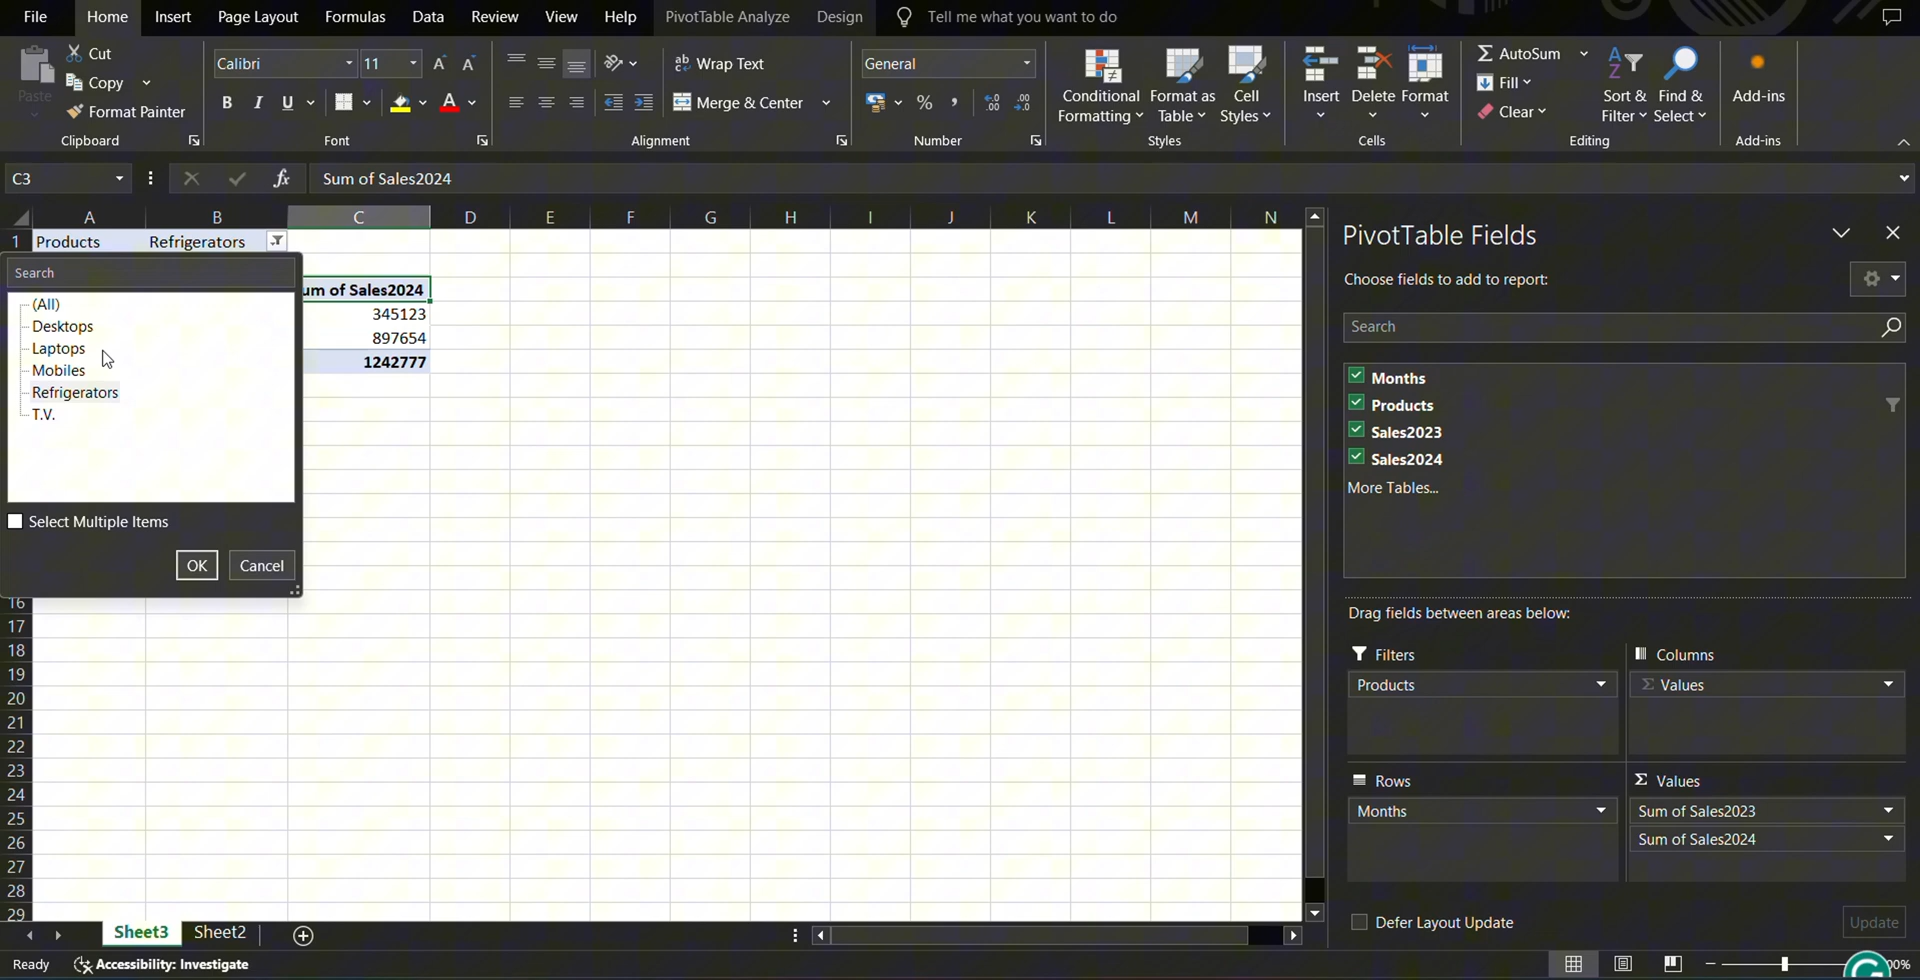 File Home Insert Page Layout Formulas Data Review View Help PivotTable Analyze Design Tell me what you want to do
Paste
Cut
Copy
Format Painter
Clipboard
Calibri 11
B I U A
Font
Wrap Text
Merge & Center
Alignment
General
% ,
Number
Conditional Formatting
Format as Table
Cell Styles
Styles
Insert Delete Format
Cells
AutoSum
Fill
Clear
Sort & Filter
Find & Select
Editing
Add-ins
Add-ins
C3 fx Sum of Sales2024
A B C D E F G H I J K L M N
1 Products Refrigerators
Search
(All)
Desktops
Laptops
Mobiles
Refrigerators
T.V.
Select Multiple Items
OK Cancel
um of Sales2024
345123
897654
1242777
16
17
18
19
20
21
22
23
24
25
26
27
28
29
PivotTable Fields
Choose fields to add to report:
Search
Months
Products
Sales2023
Sales2024
More Tables...
Drag fields between areas below:
Filters
Products
Columns
Σ Values
Rows
Months
Σ Values
Sum of Sales2023
Sum of Sales2024
Defer Layout Update Update
Sheet3 Sheet2
Ready Accessibility: Investigate 00%